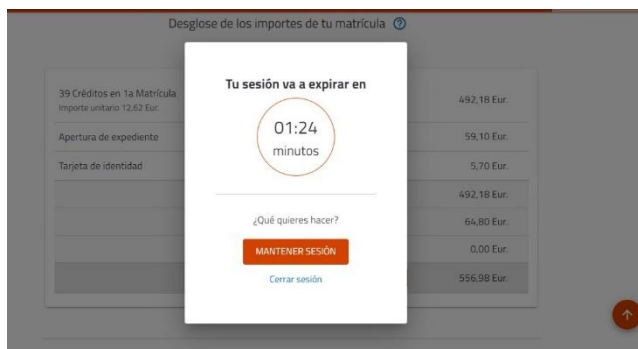 Desglose de los importes de tu matrícula ?
39 Créditos en 1a Matrícula
Importe unitario 12,62 Eur.
492,18 Eur.
Apertura de expediente
59,10 Eur.
Tarjeta de identidad
5,70 Eur.
492,18 Eur.
64,80 Eur.
0,00 Eur.
556,98 Eur.
Tu sesión va a expirar en
01:24
minutos
¿Qué quieres hacer?
MANTENER SESIÓN
Cerrar sesión